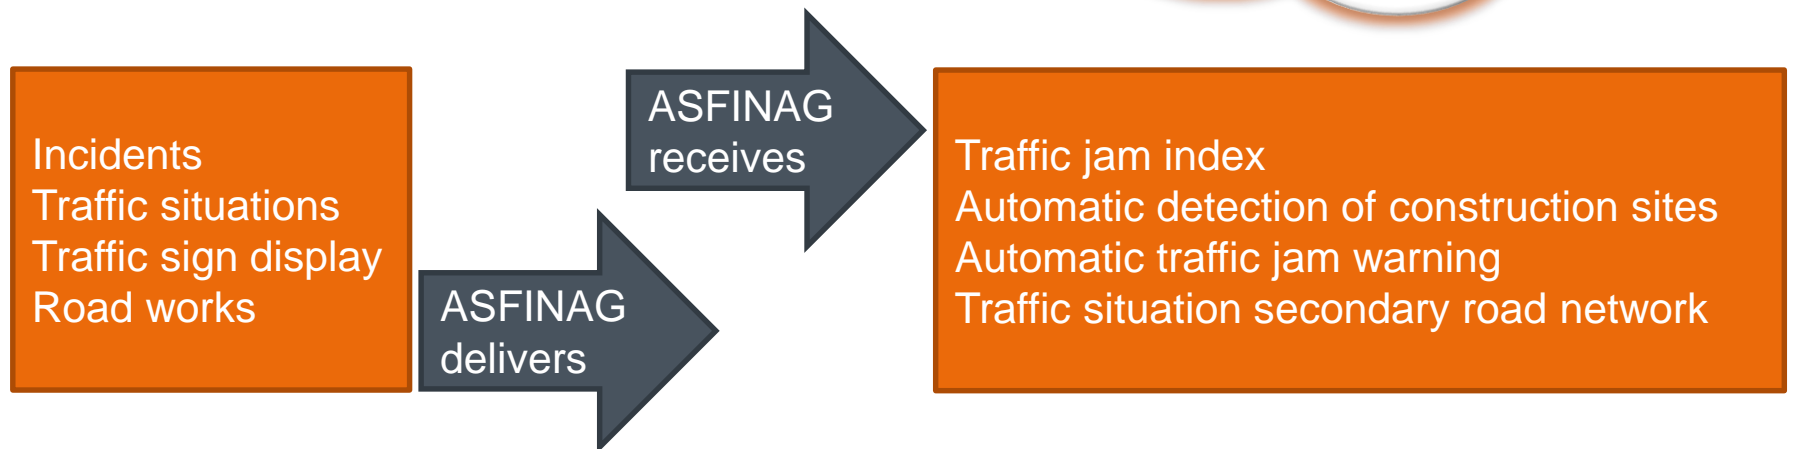 Incidents
Traffic situations
Traffic sign display
Road works
ASFINAG
delivers
ASFINAG
receives
Traffic jam index
Automatic detection of construction sites
Automatic traffic jam warning
Traffic situation secondary road network